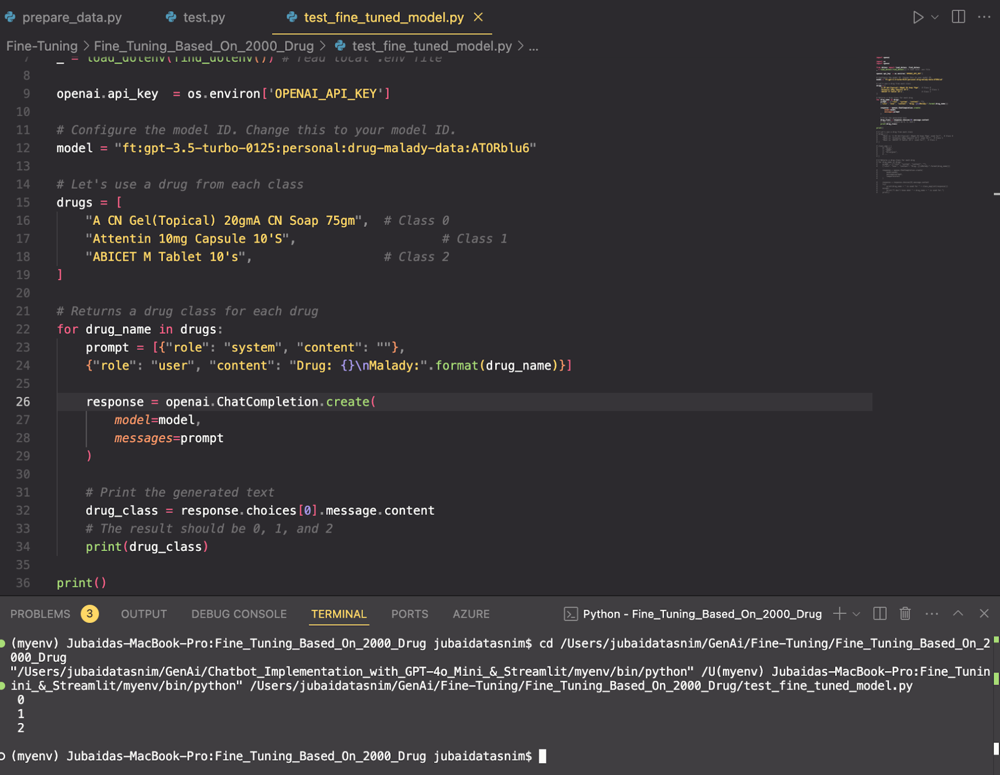 prepare_data.py test.py test_fine_tuned_model.py
Fine-Tuning > Fine_Tuning_Based_On_2000_Drug > test_fine_tuned_model.py > ...
7 _ = load_dotenv(find_dotenv()) # read local .env file
8
9 openai.api_key  = os.environ['OPENAI_API_KEY']
10
11 # Configure the model ID. Change this to your model ID.
12 model = "ft:gpt-3.5-turbo-0125:personal:drug-malady-data:ATORblu6"
13
14 # Let's use a drug from each class
15 drugs = [
16     "A CN Gel(Topical) 20gmA CN Soap 75gm",  # Class 0
17     "Attentin 10mg Capsule 10'S",                    # Class 1
18     "ABICET M Tablet 10's",                  # Class 2
19 ]
20
21 # Returns a drug class for each drug
22 for drug_name in drugs:
23     prompt = [{"role": "system", "content": ""},
24     {"role": "user", "content": "Drug: {}\nMalady:".format(drug_name)}]
25
26     response = openai.ChatCompletion.create(
27         model=model,
28         messages=prompt
29     )
30
31     # Print the generated text
32     drug_class = response.choices[0].message.content
33     # The result should be 0, 1, and 2
34     print(drug_class)
35
36 print()
PROBLEMS 3 OUTPUT DEBUG CONSOLE TERMINAL PORTS AZURE Python - Fine_Tuning_Based_On_2000_Drug
(myenv) Jubaidas-MacBook-Pro:Fine_Tuning_Based_On_2000_Drug jubaidatasnim$ cd /Users/jubaidatasnim/GenAi/Fine-Tuning/Fine_Tuning_Based_On_2
000_Drug
"/Users/jubaidatasnim/GenAi/Chatbot_Implementation_with_GPT-4o_Mini_&_Streamlit/myenv/bin/python" /U(myenv) Jubaidas-MacBook-Pro:Fine_Tunin
ini_&_Streamlit/myenv/bin/python" /Users/jubaidatasnim/GenAi/Fine-Tuning/Fine_Tuning_Based_On_2000_Drug/test_fine_tuned_model.py
0
1
2
(myenv) Jubaidas-MacBook-Pro:Fine_Tuning_Based_On_2000_Drug jubaidatasnim$